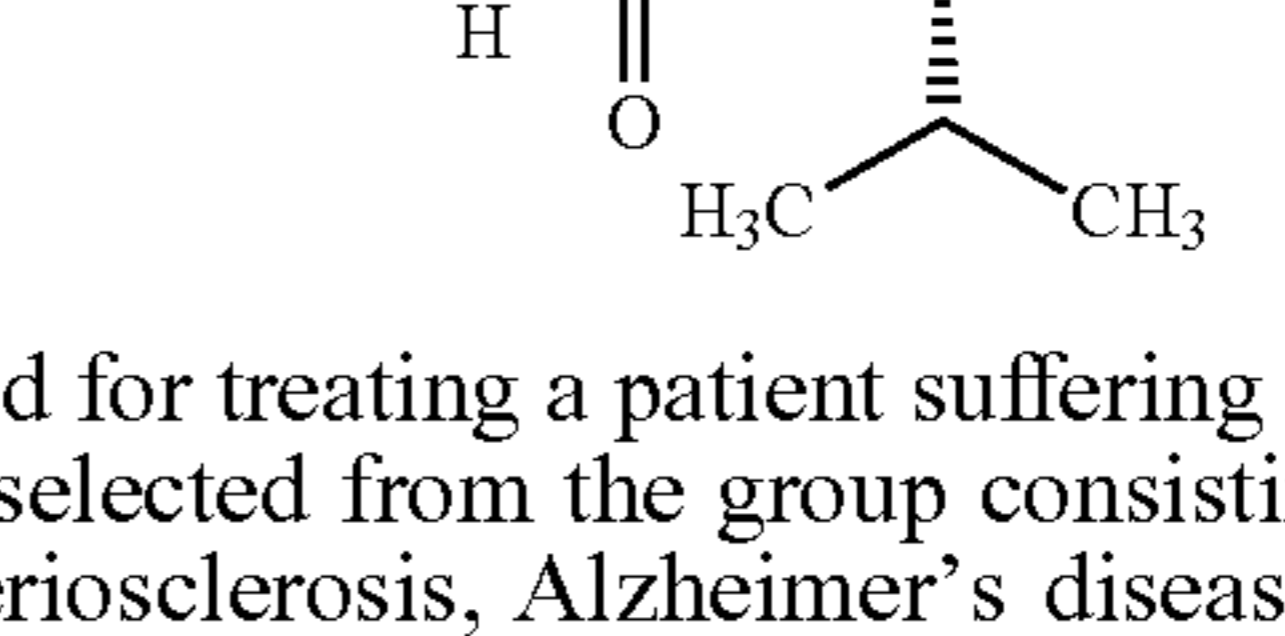 H
O
H₃C CH₃
d for treating a patient suffering
selected from the group consisti
eriosclerosis, Alzheimer’s diseas